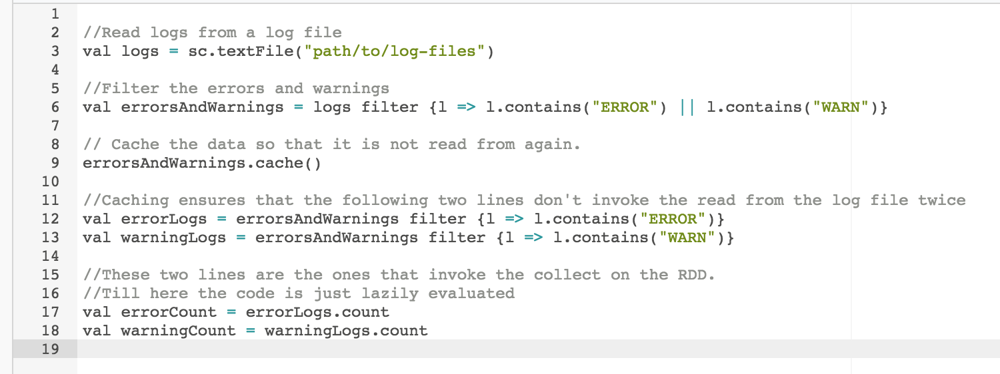 1
2 //Read logs from a log file
3 val logs = sc.textFile("path/to/log-files")
4
5 //Filter the errors and warnings
6 val errorsAndWarnings = logs filter {l => l.contains("ERROR") || l.contains("WARN")}
7
8 // Cache the data so that it is not read from again.
9 errorsAndWarnings.cache()
10
11 //Caching ensures that the following two lines don't invoke the read from the log file twice
12 val errorLogs = errorsAndWarnings filter {l => l.contains("ERROR")}
13 val warningLogs = errorsAndWarnings filter {l => l.contains("WARN")}
14
15 //These two lines are the ones that invoke the collect on the RDD.
16 //Till here the code is just lazily evaluated
17 val errorCount = errorLogs.count
18 val warningCount = warningLogs.count
19